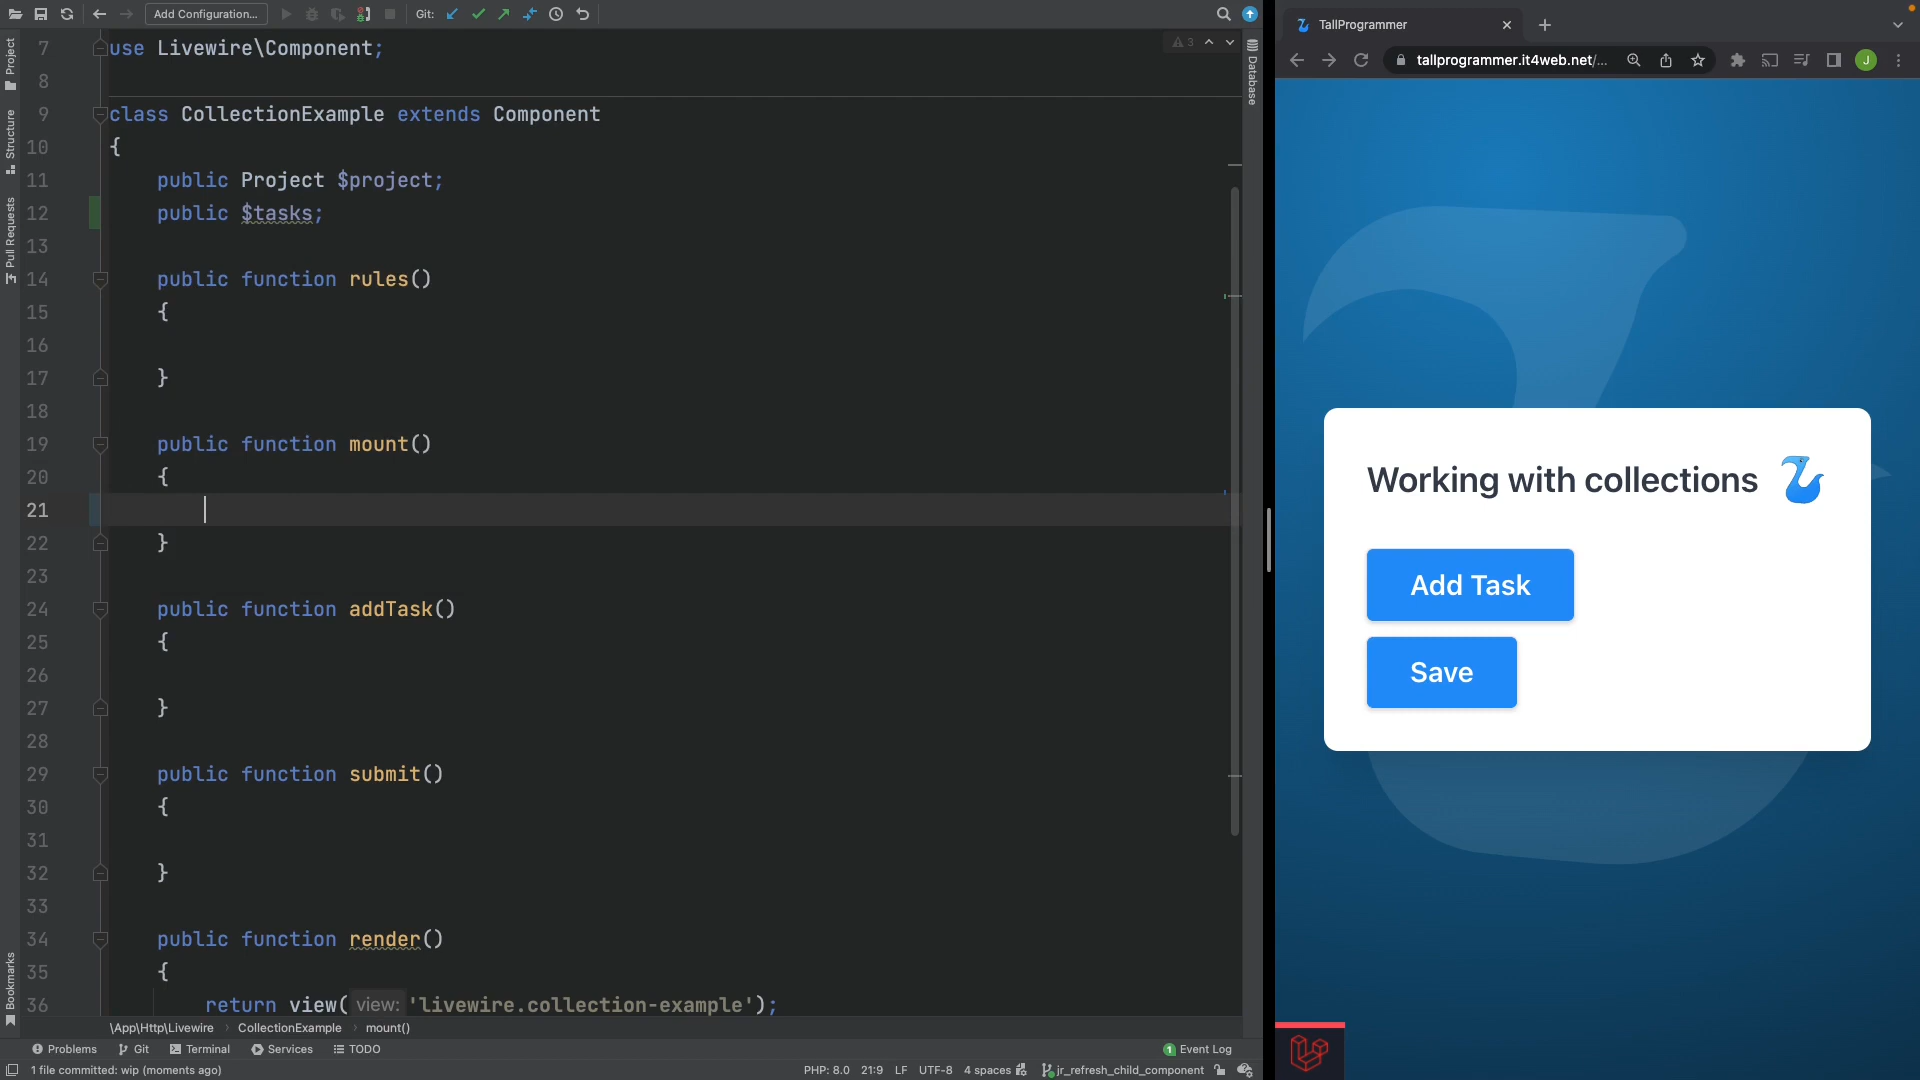 Add Configuration...
Git:
Project
Structure
Pull Requests
Bookmarks
Database
3
7 use Livewire\Component;
8
9 class CollectionExample extends Component
10 {
11 public Project $project;
12 public $tasks;
13
14 public function rules()
15 {
16
17 }
18
19 public function mount()
20 {
21
22 }
23
24 public function addTask()
25 {
26
27 }
28
29 public function submit()
30 {
31
32 }
33
34 public function render()
35 {
36 return view( view: 'livewire.collection-example');
\App\Http\Livewire CollectionExample mount()
Problems Git Terminal Services TODO
1 Event Log
1 file committed: wip (moments ago)
PHP: 8.0 21:9 LF UTF-8 4 spaces jr_refresh_child_component
TallProgrammer
tallprogrammer.it4web.net/...
J
Working with collections
Add Task
Save